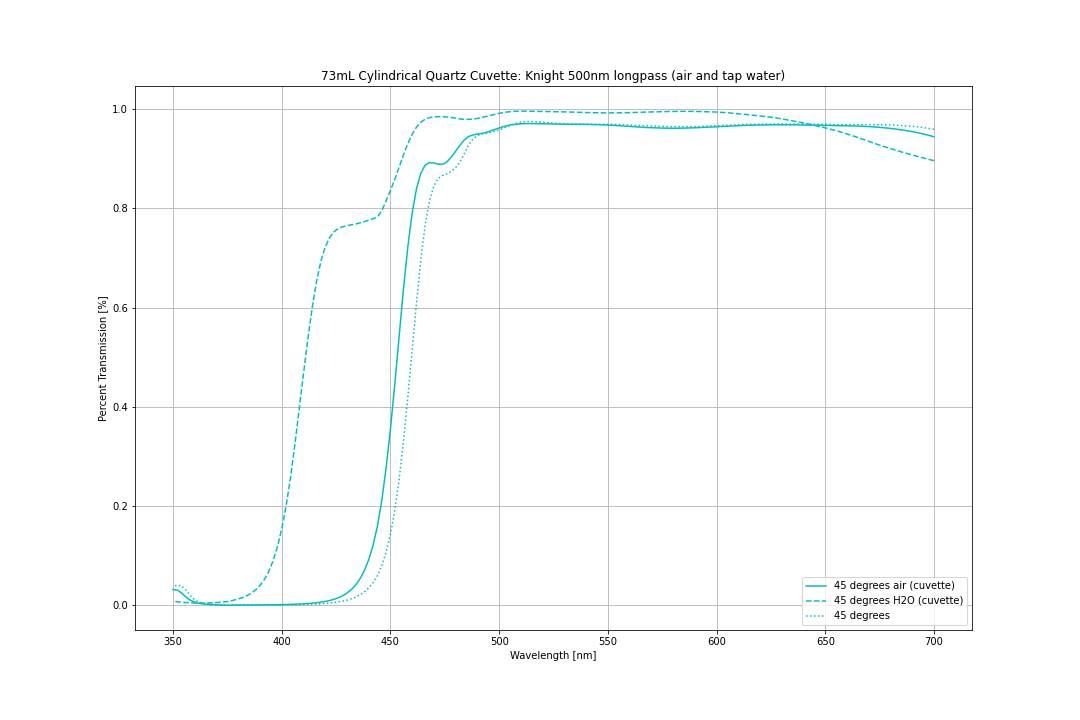 73mL Cylindrical Quartz Cuvette: Knight 500nm longpass (air and tap water)
1.0
0.8
0.6
0.4
0.2
0.0
Percent Transmission [%]
45 degrees air (cuvette)
45 degrees H2O (cuvette)
45 degrees
350 400 450 500 550 600 650 700
Wavelength [nm]